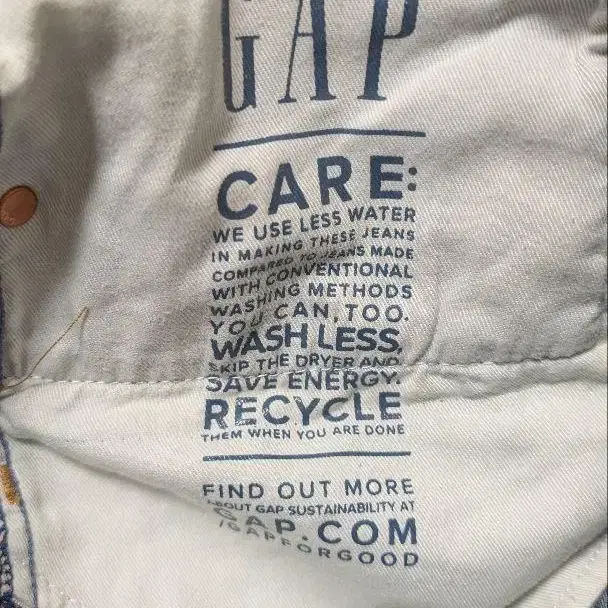 GAP
CARE:
WE USE LESS WATER
IN MAKING THESE JEANS
COMPARED TO JEANS MADE
WITH CONVENTIONAL
WASHING METHODS
YOU CAN, TOO.
WASH LESS,
SKIP THE DRYER AND
SAVE ENERGY.
RECYCLE
THEM WHEN YOU ARE DONE
FIND OUT MORE
ABOUT GAP SUSTAINABILITY AT
GAP.COM
/GAPFORGOOD